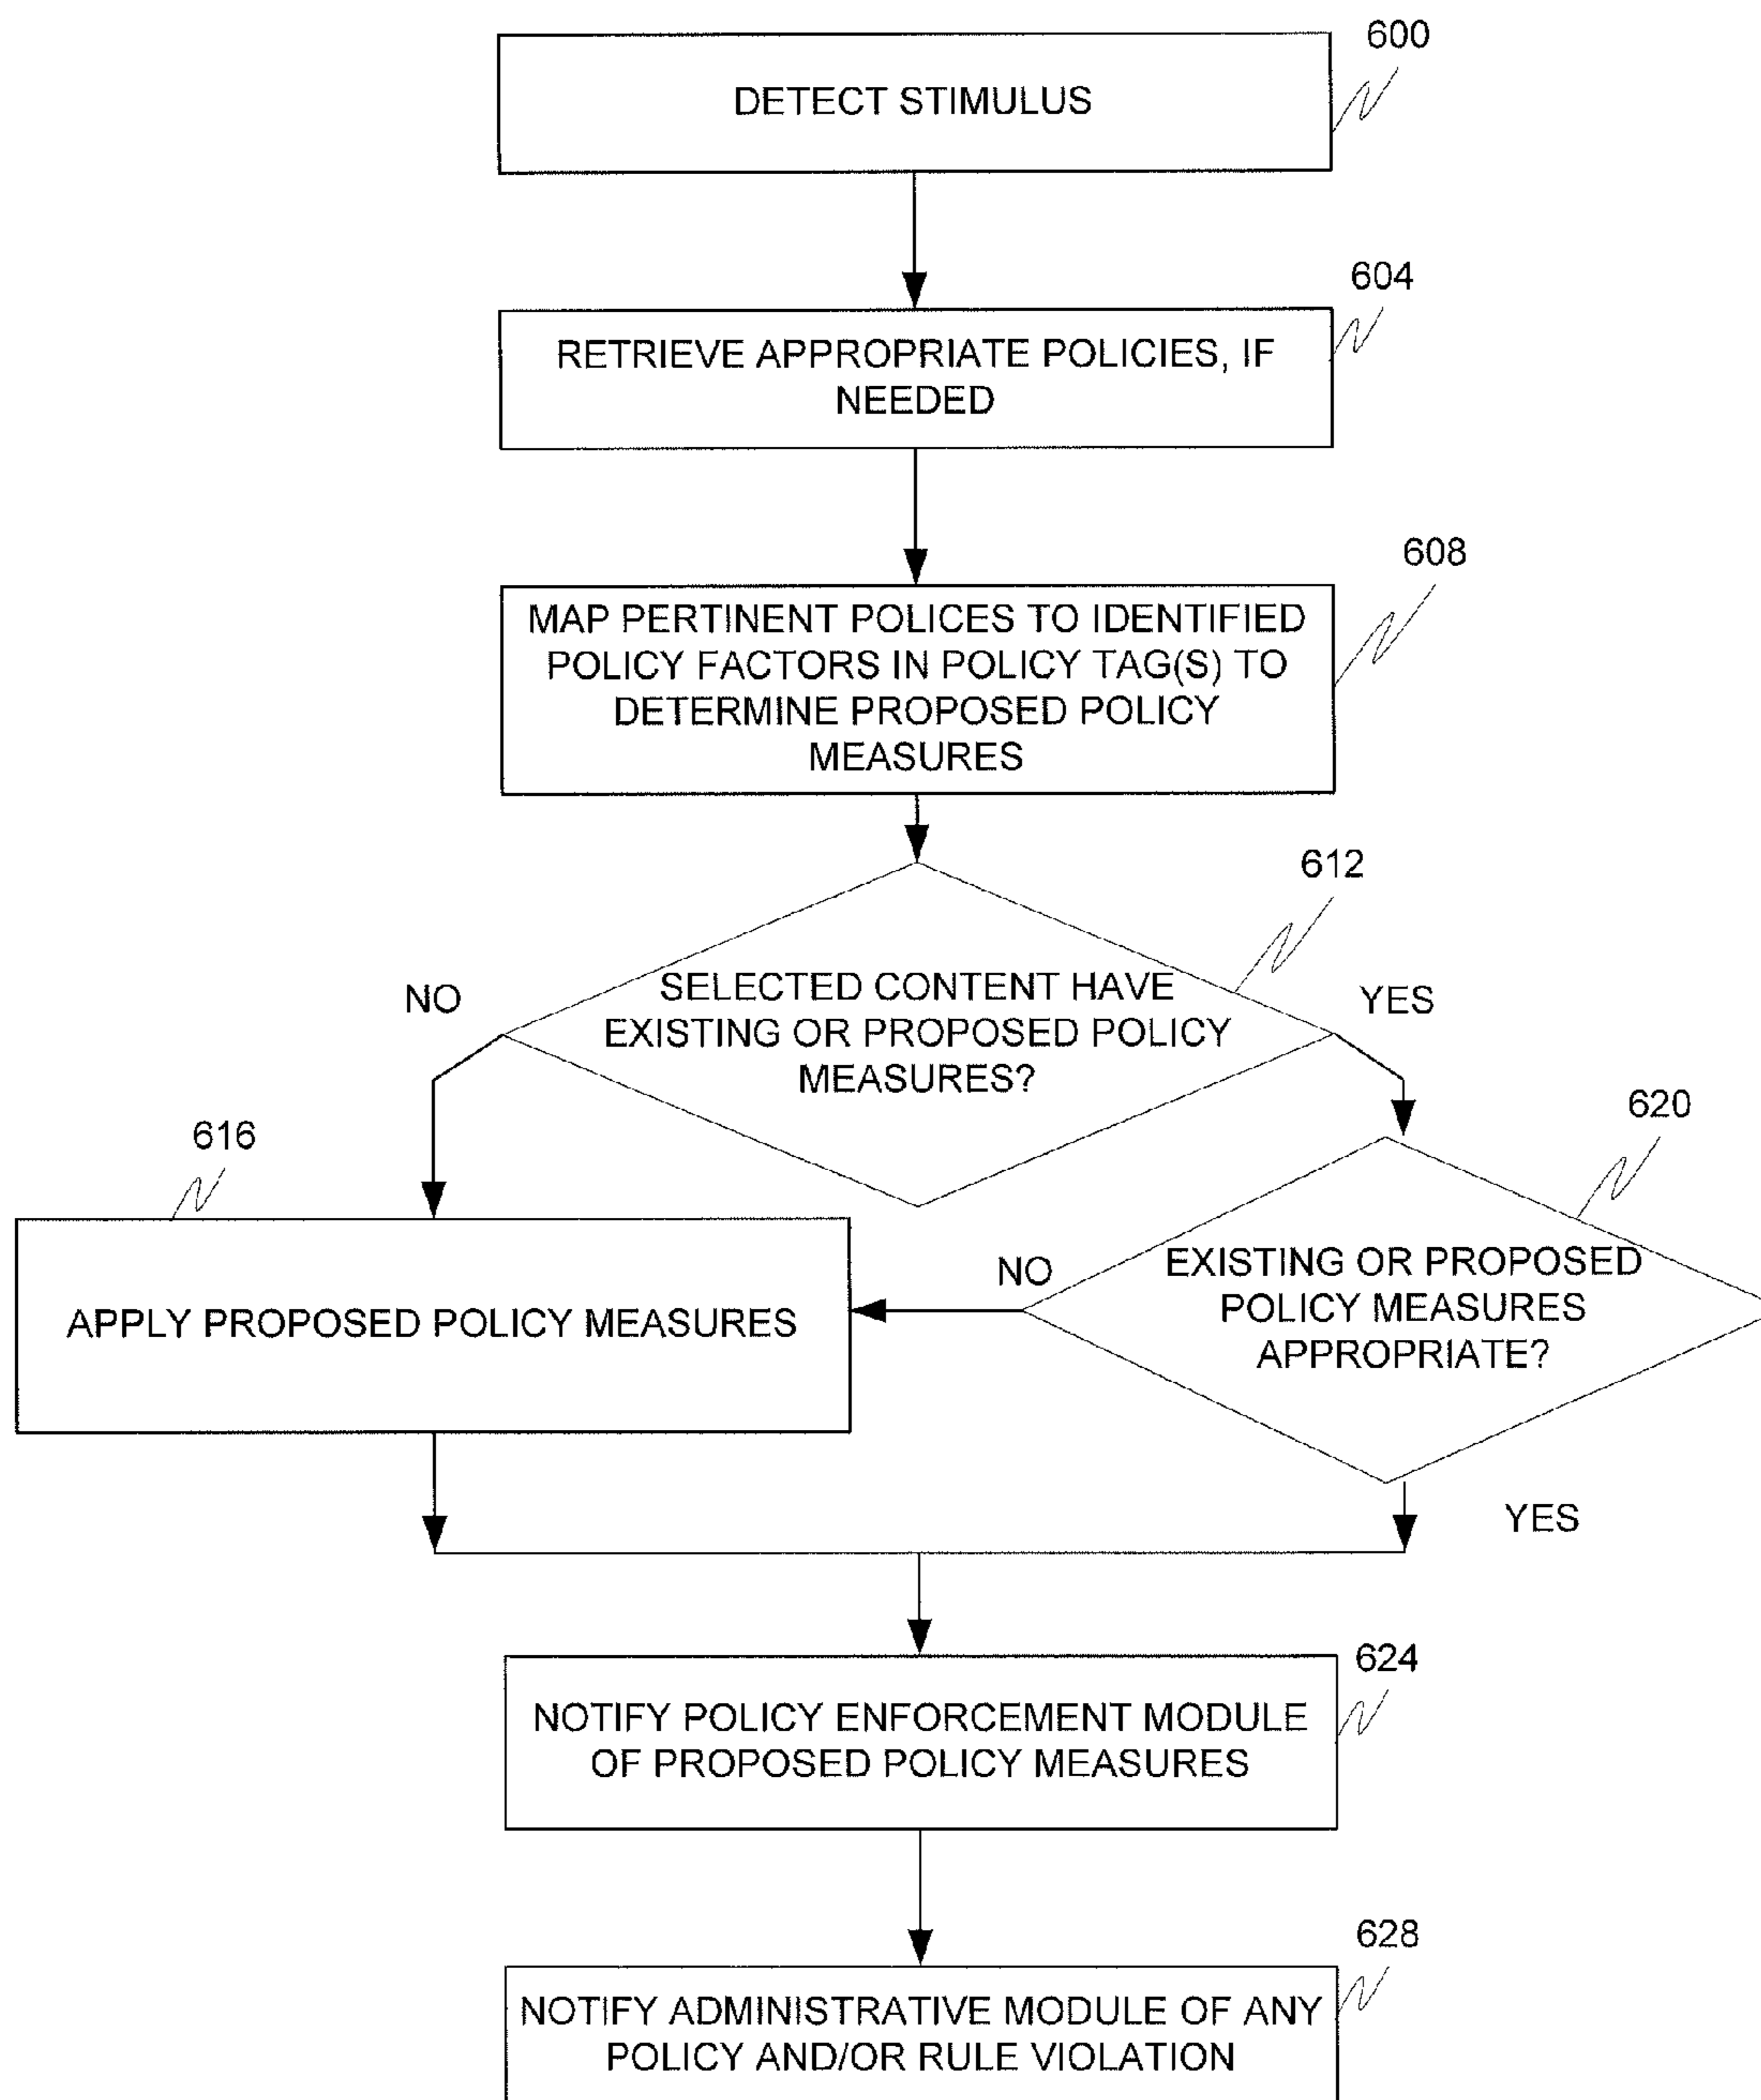 600
DETECT STIMULUS
604
RETRIEVE APPROPRIATE POLICIES, IF
NEEDED
608
MAP PERTINENT POLICES TO IDENTIFIED
POLICY FACTORS IN POLICY TAG(S) TO
DETERMINE PROPOSED POLICY
MEASURES
612
NO
SELECTED CONTENT HAVE
EXISTING OR PROPOSED POLICY
MEASURES?
YES
616
620
APPLY PROPOSED POLICY MEASURES
NO
EXISTING OR PROPOSED
POLICY MEASURES
APPROPRIATE?
YES
624
NOTIFY POLICY ENFORCEMENT MODULE
OF PROPOSED POLICY MEASURES
628
NOTIFY ADMINISTRATIVE MODULE OF ANY
POLICY AND/OR RULE VIOLATION